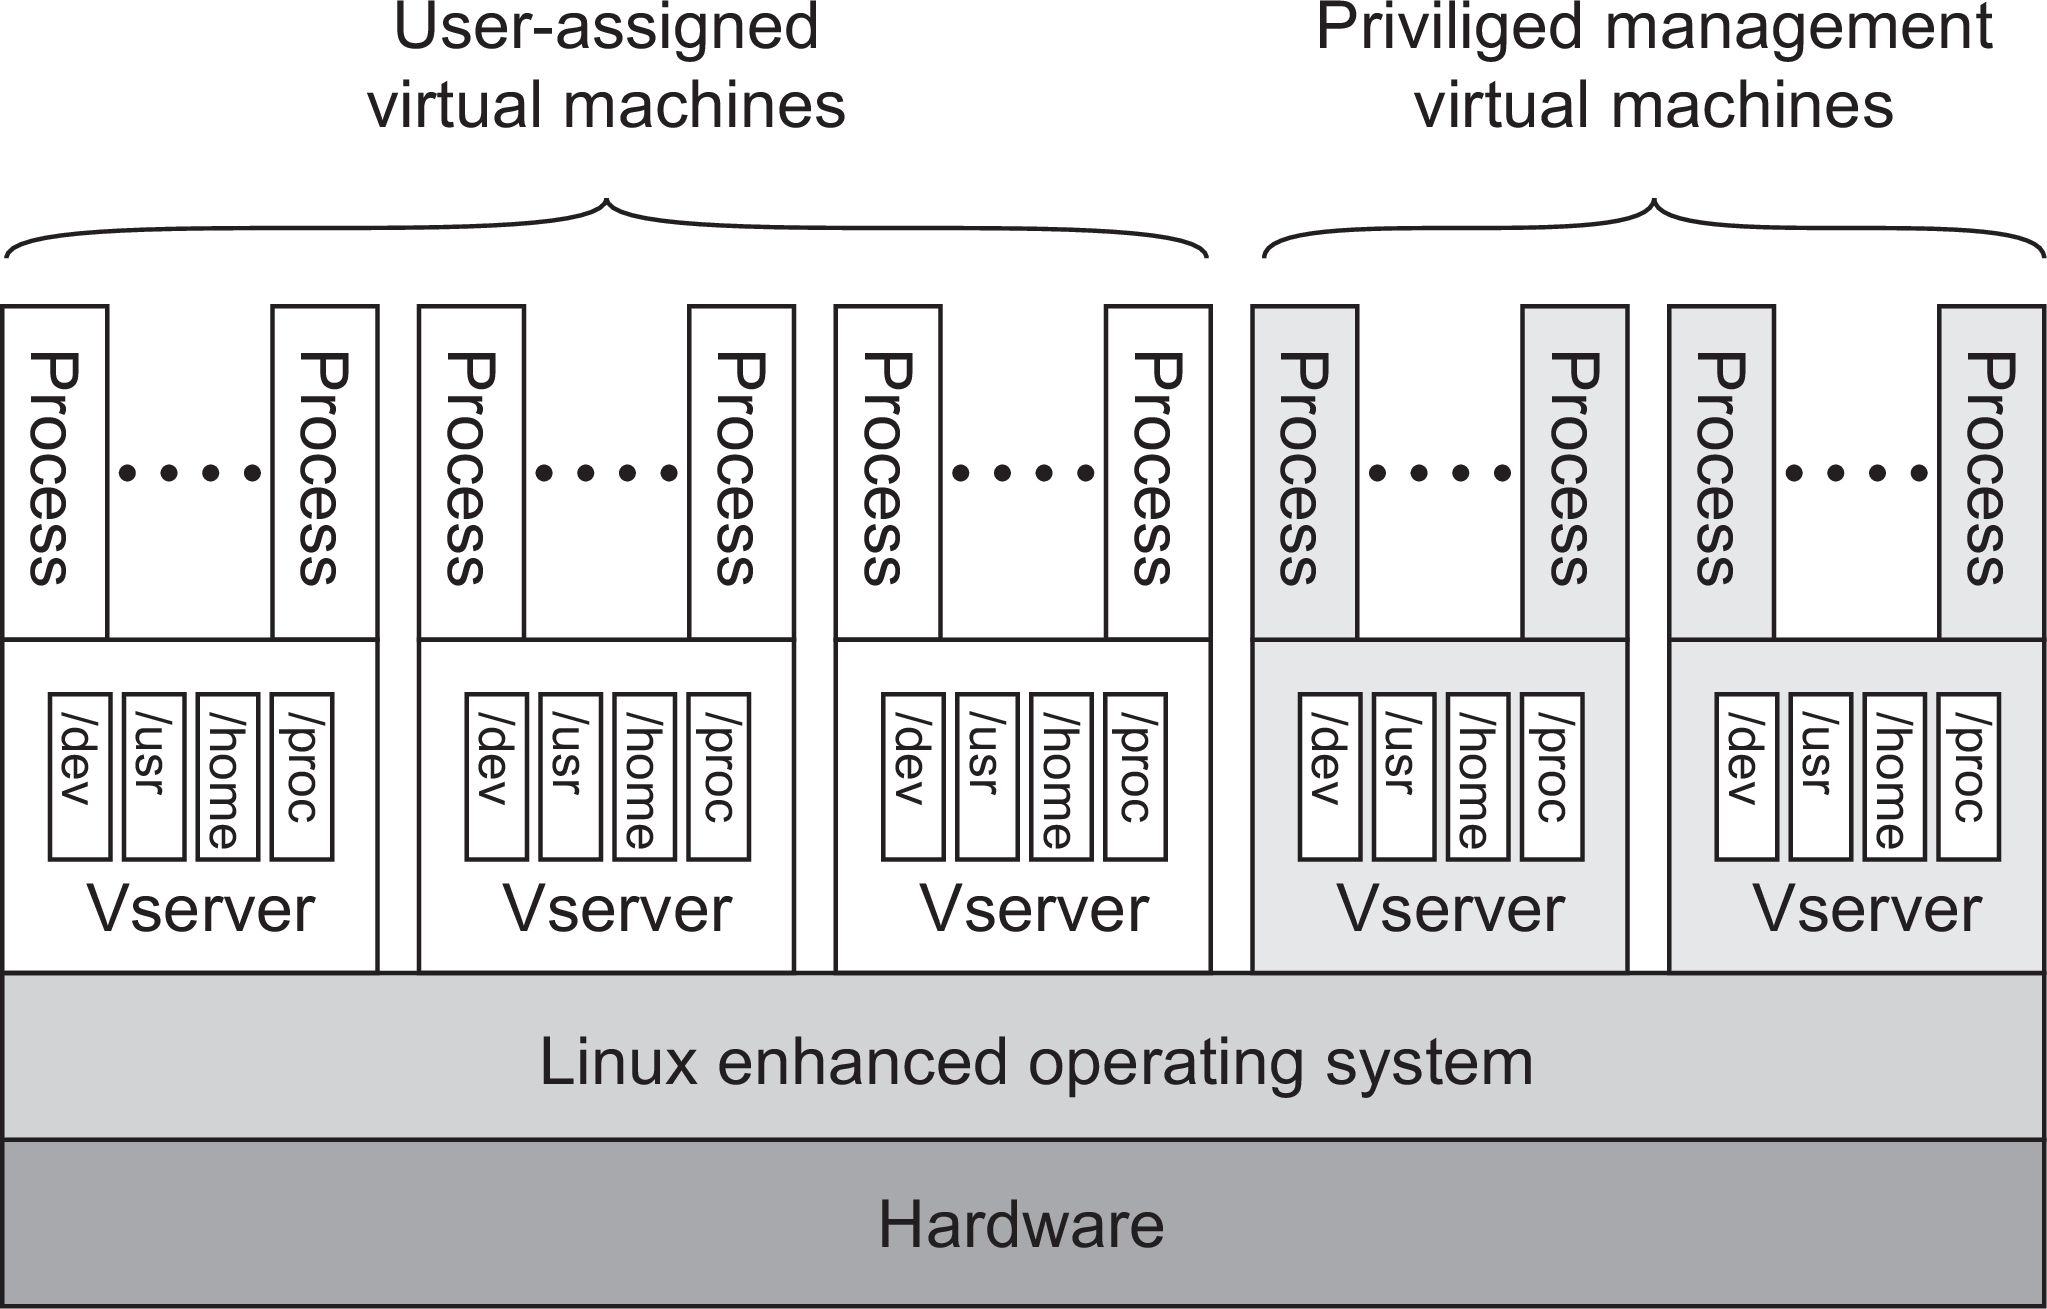 User-assigned
virtual machines
Priviliged management
virtual machines
Process
Process
Process
Process
Process
Process
Process
Process
Process
Process
/dev
/usr
/home
/proc
/dev
/usr
/home
/proc
/dev
/usr
/home
/proc
/dev
/usr
/home
/proc
/dev
/usr
/home
/proc
Vserver
Vserver
Vserver
Vserver
Vserver
Linux enhanced operating system
Hardware